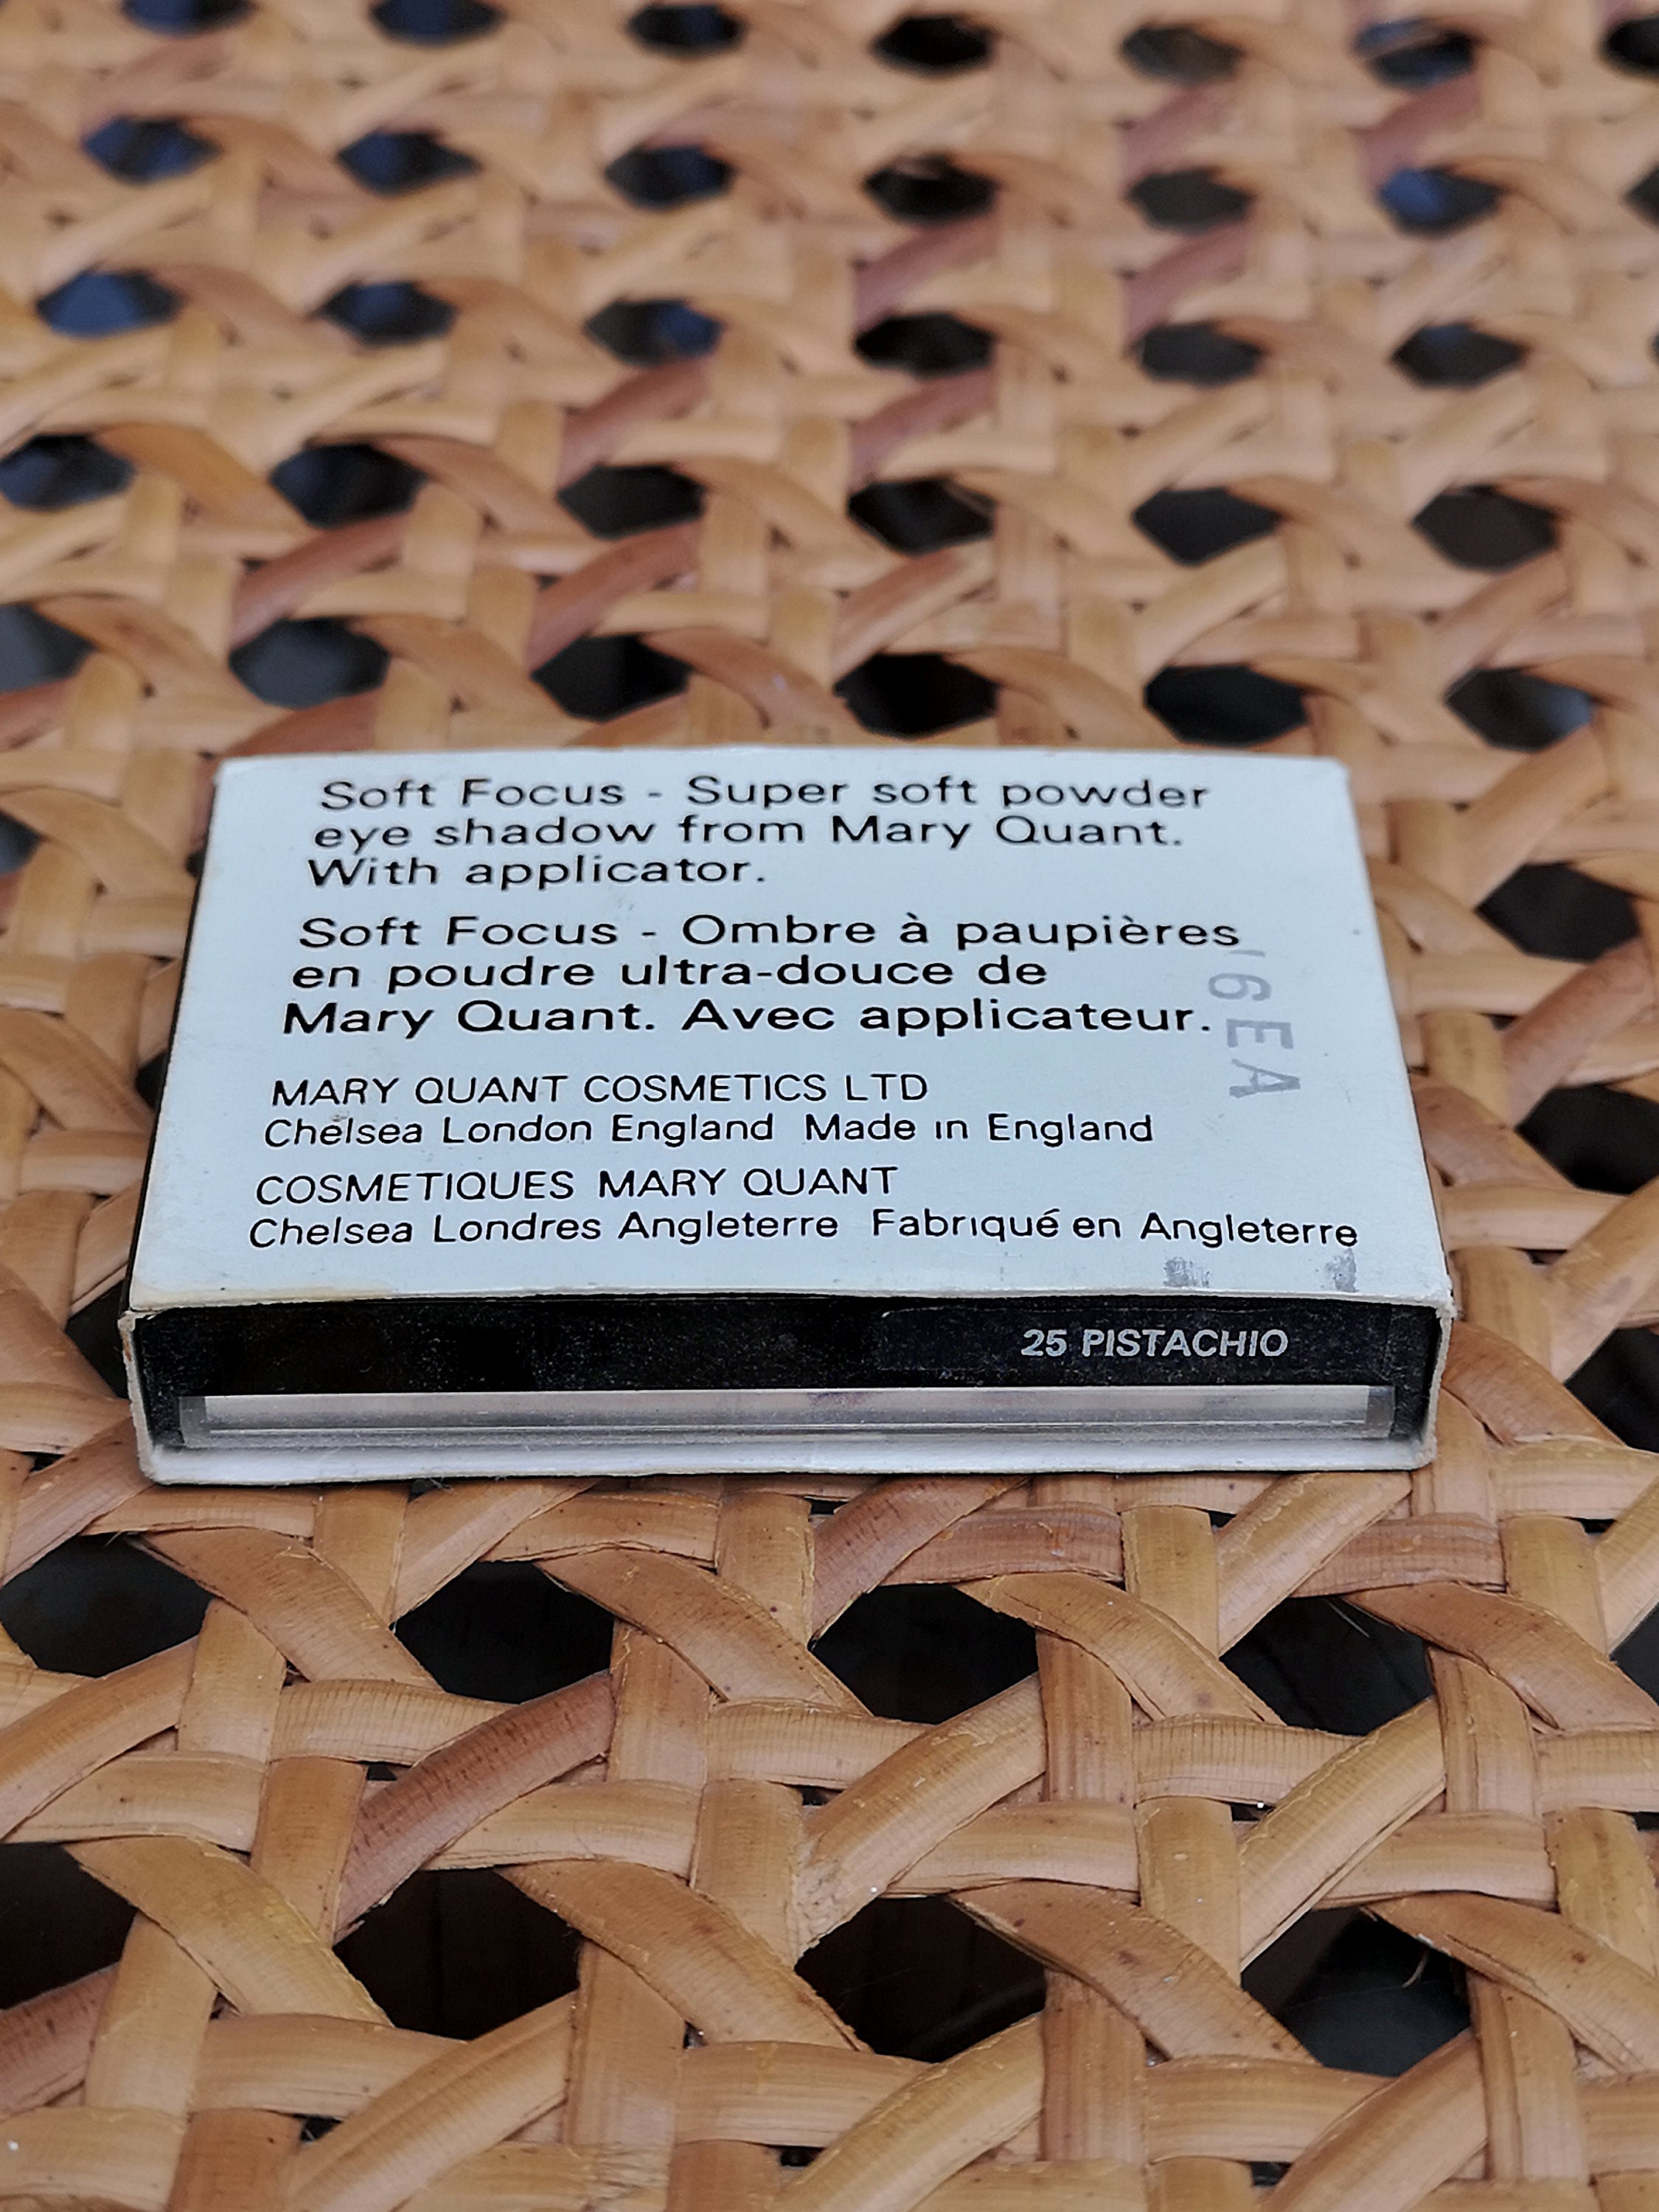 Soft Focus - Super soft powder
eye shadow from Mary Quant.
With applicator.
Soft Focus - Ombre à paupières
en poudre ultra-douce de
Mary Quant. Avec applicateur.
6EA
MARY QUANT COSMETICS LTD
Chelsea London England Made in England
COSMETIQUES MARY QUANT
Chelsea Londres Angleterre Fabriqué en Angleterre
25 PISTACHIO